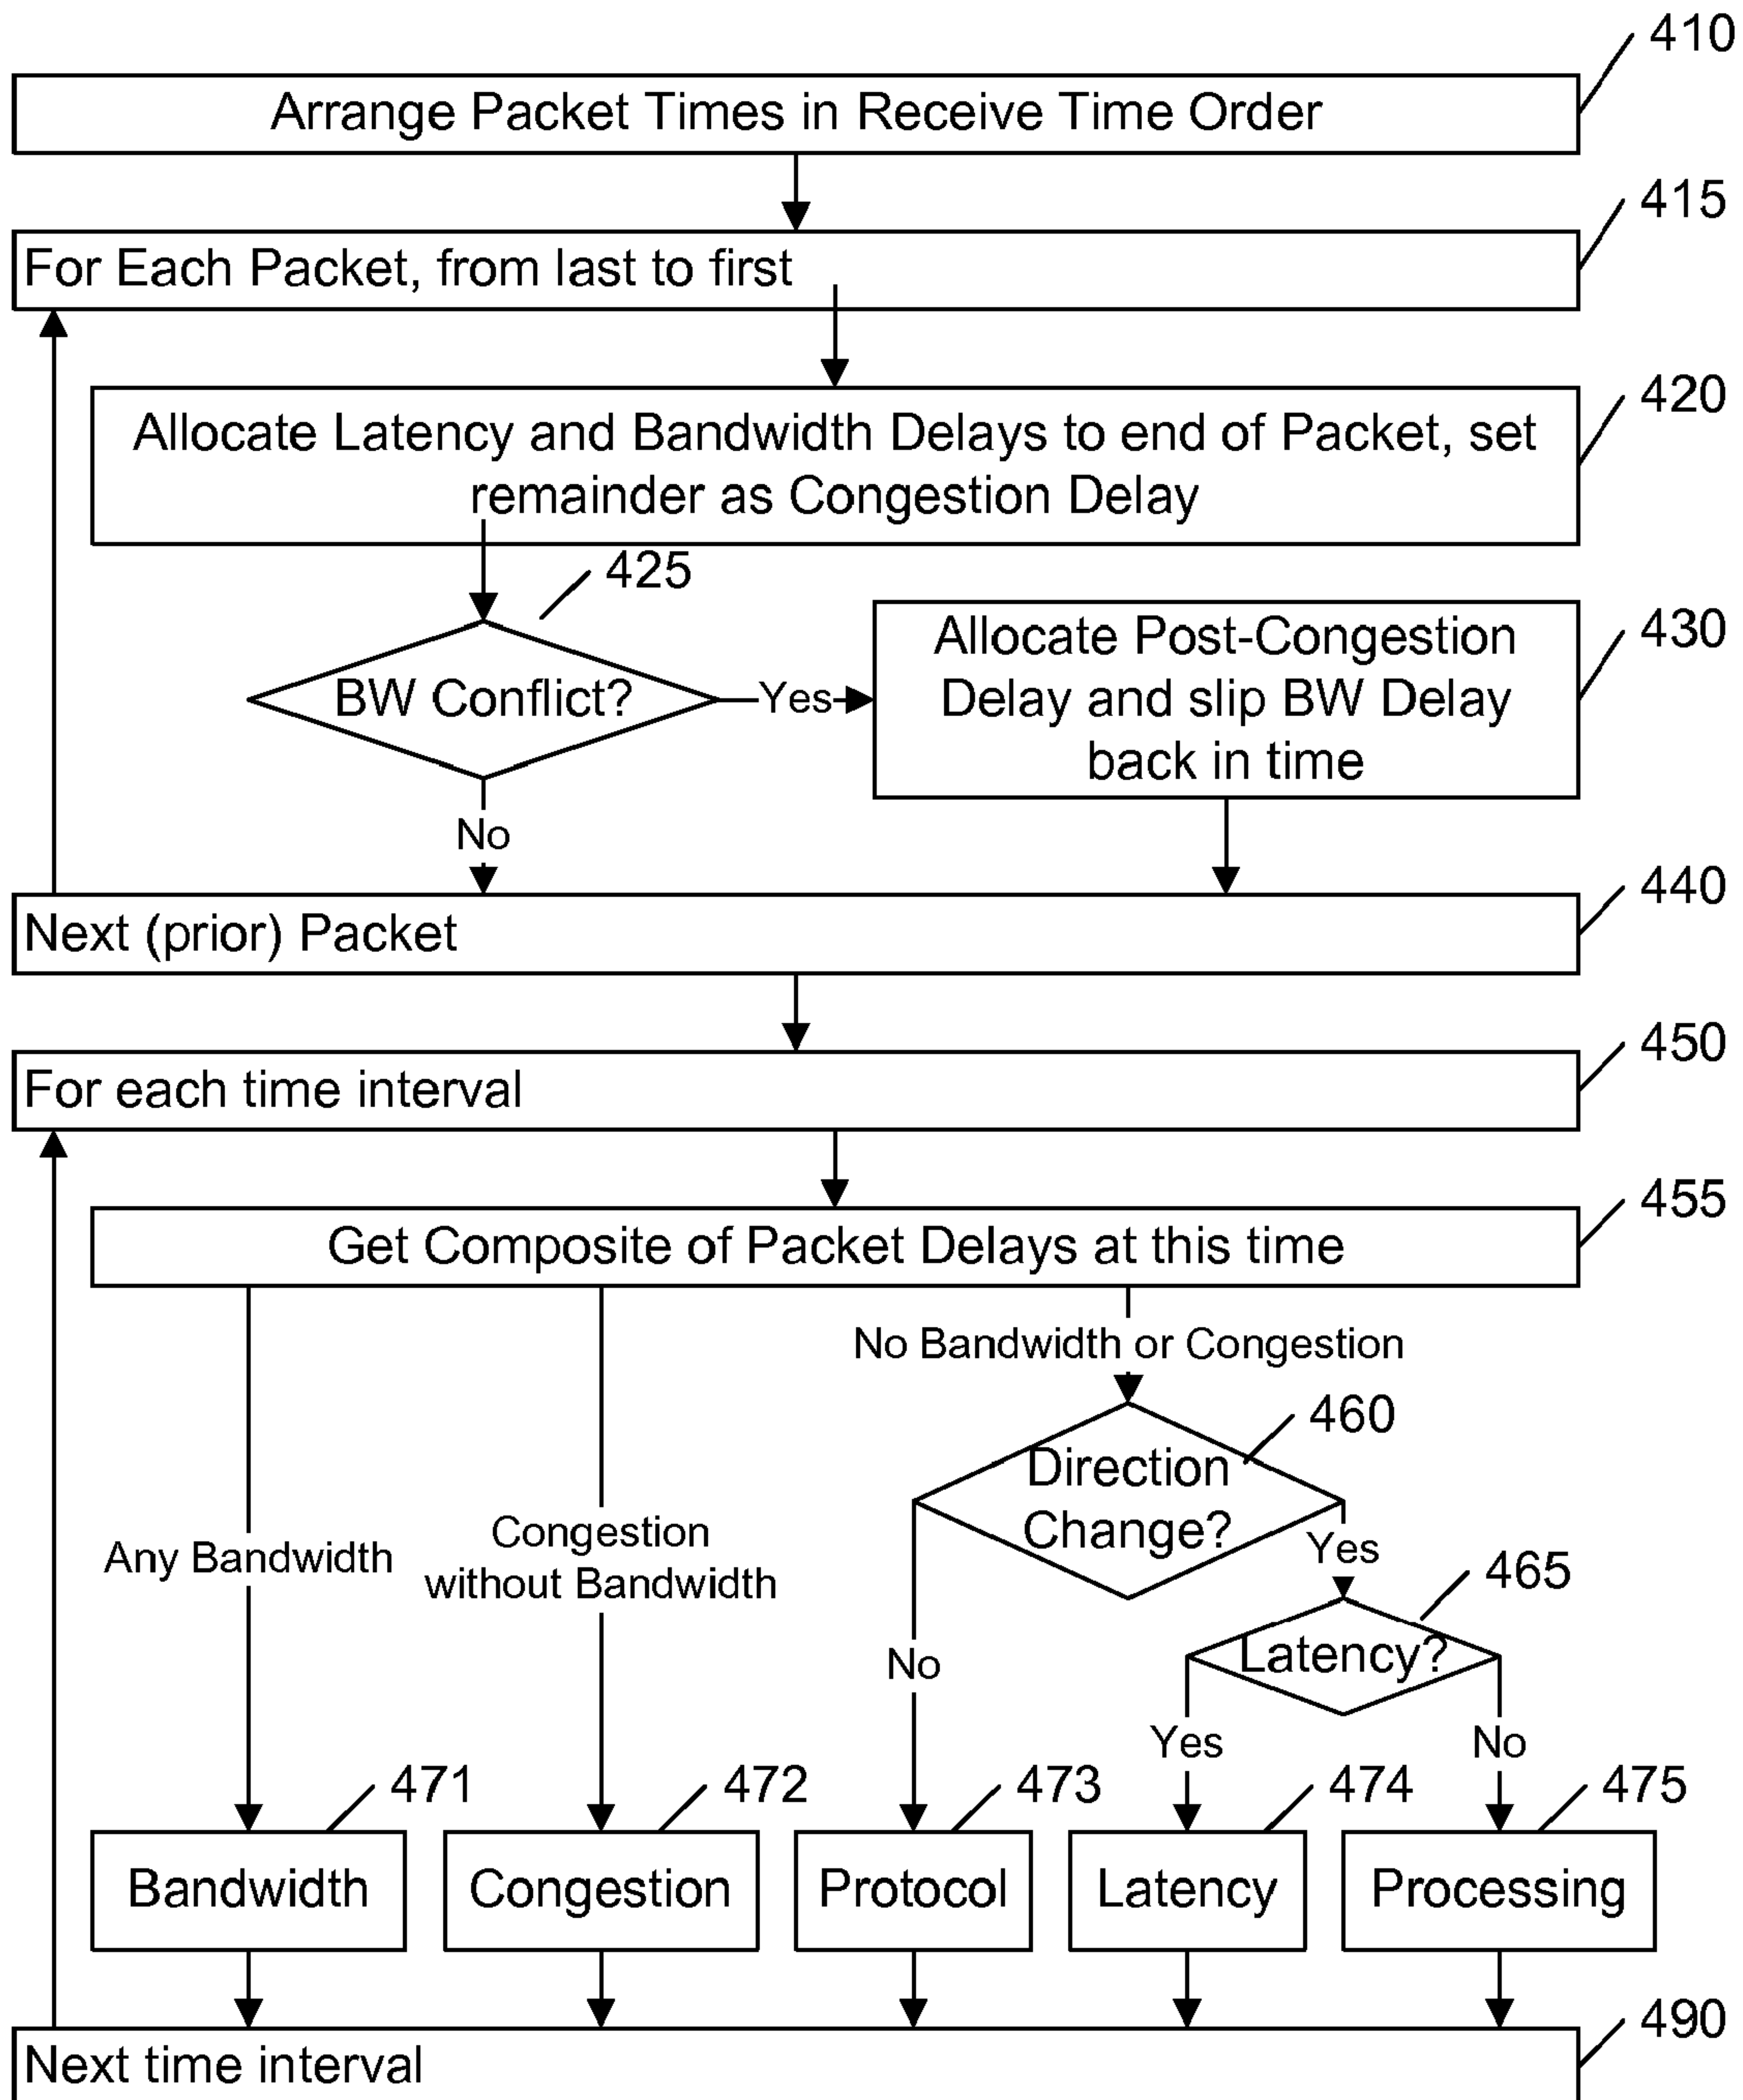 410
Arrange Packet Times in Receive Time Order
415
For Each Packet, from last to first
420
Allocate Latency and Bandwidth Delays to end of Packet, set
remainder as Congestion Delay
425
430
Allocate Post-Congestion
Delay and slip BW Delay
back in time
BW Conflict?
Yes
No
440
Next (prior) Packet
450
For each time interval
455
Get Composite of Packet Delays at this time
No Bandwidth or Congestion
460
Direction
Change?
Any Bandwidth
Congestion
without Bandwidth
Yes
465
Latency?
No
Yes
No
471
472
473
474
475
Bandwidth
Congestion
Protocol
Latency
Processing
490
Next time interval